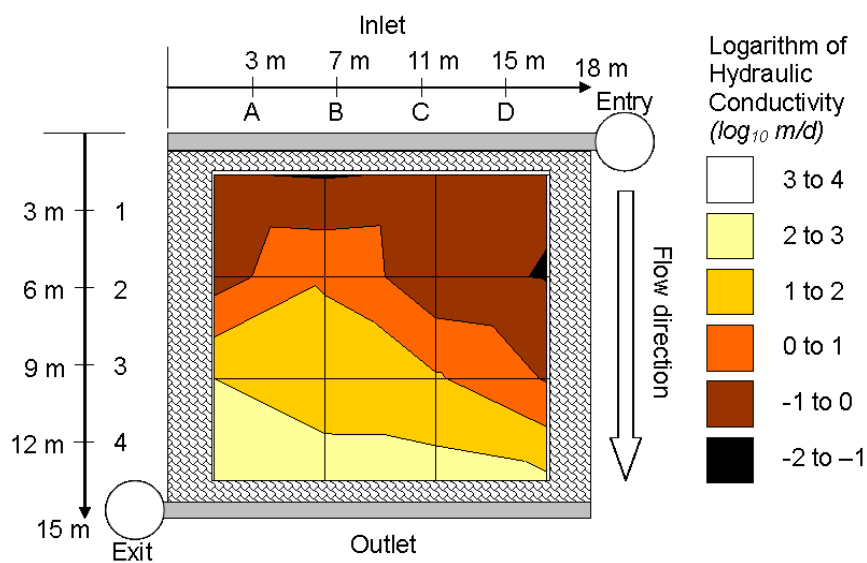 Inlet
3 m 7 m 11 m 15 m 18 m
A B C D
Entry
3 m 1
6 m 2
9 m 3
12 m 4
15 m
Exit
Outlet
Flow direction
Logarithm of
Hydraulic
Conductivity
(log₁₀ m/d)
3 to 4
2 to 3
1 to 2
0 to 1
-1 to 0
-2 to –1